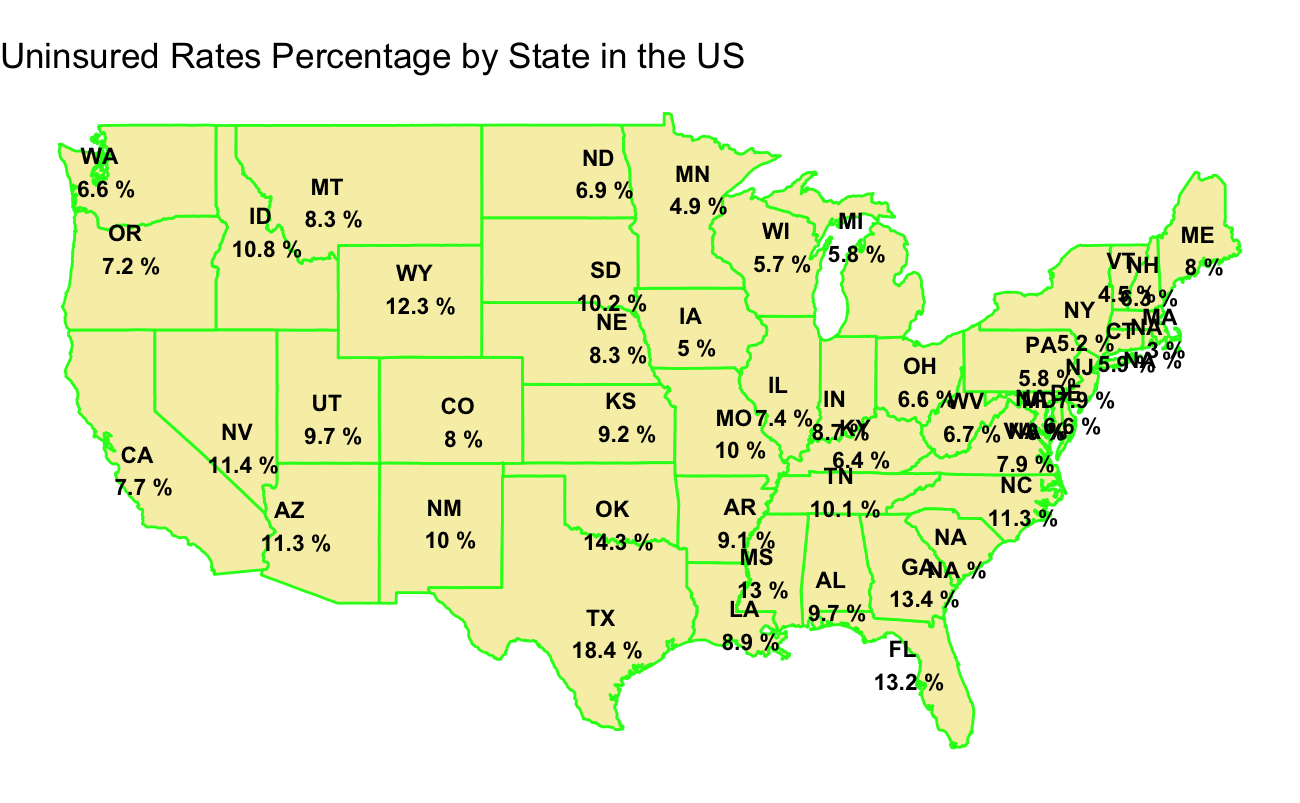 Uninsured Rates Percentage by State in the US
WA
6.6 %
OR
7.2 %
ID
10.8 %
MT
8.3 %
ND
6.9 %
MN
4.9 %
WI
5.7 %
MI
5.8 %
WY
12.3 %
SD
10.2 %
NE
8.3 %
IA
5 %
ME
8 %
VT
4.5 %
NH
6.3 %
NY
5.2 %
MA
3 %
CT
5.9 %
NA
NA %
PA
5.8 %
NJ
7.9 %
OH
6.6 %
IL
7.4 %
IN
8.7 %
WV
6.7 %
MD
DE
6.6 %
KY
6.4 %
7.9 %
CA
7.7 %
NV
11.4 %
UT
9.7 %
CO
8 %
KS
9.2 %
MO
10 %
TN
10.1 %
NC
11.3 %
AZ
11.3 %
NM
10 %
OK
14.3 %
AR
9.1 %
MS
13 %
AL
9.7 %
GA
13.4 %
NA
NA %
TX
18.4 %
LA
8.9 %
FL
13.2 %